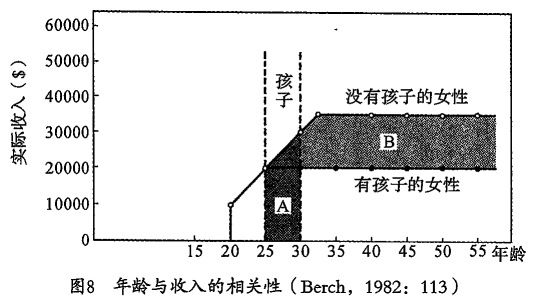 60000
50000
40000
30000
20000
10000
0
实际收入（$）
孩子
没有孩子的女性
B
有孩子的女性
A
15 20 25 30 35 40 45 50 55 年龄
图8 年龄与收入的相关性（Berch，1982：113）